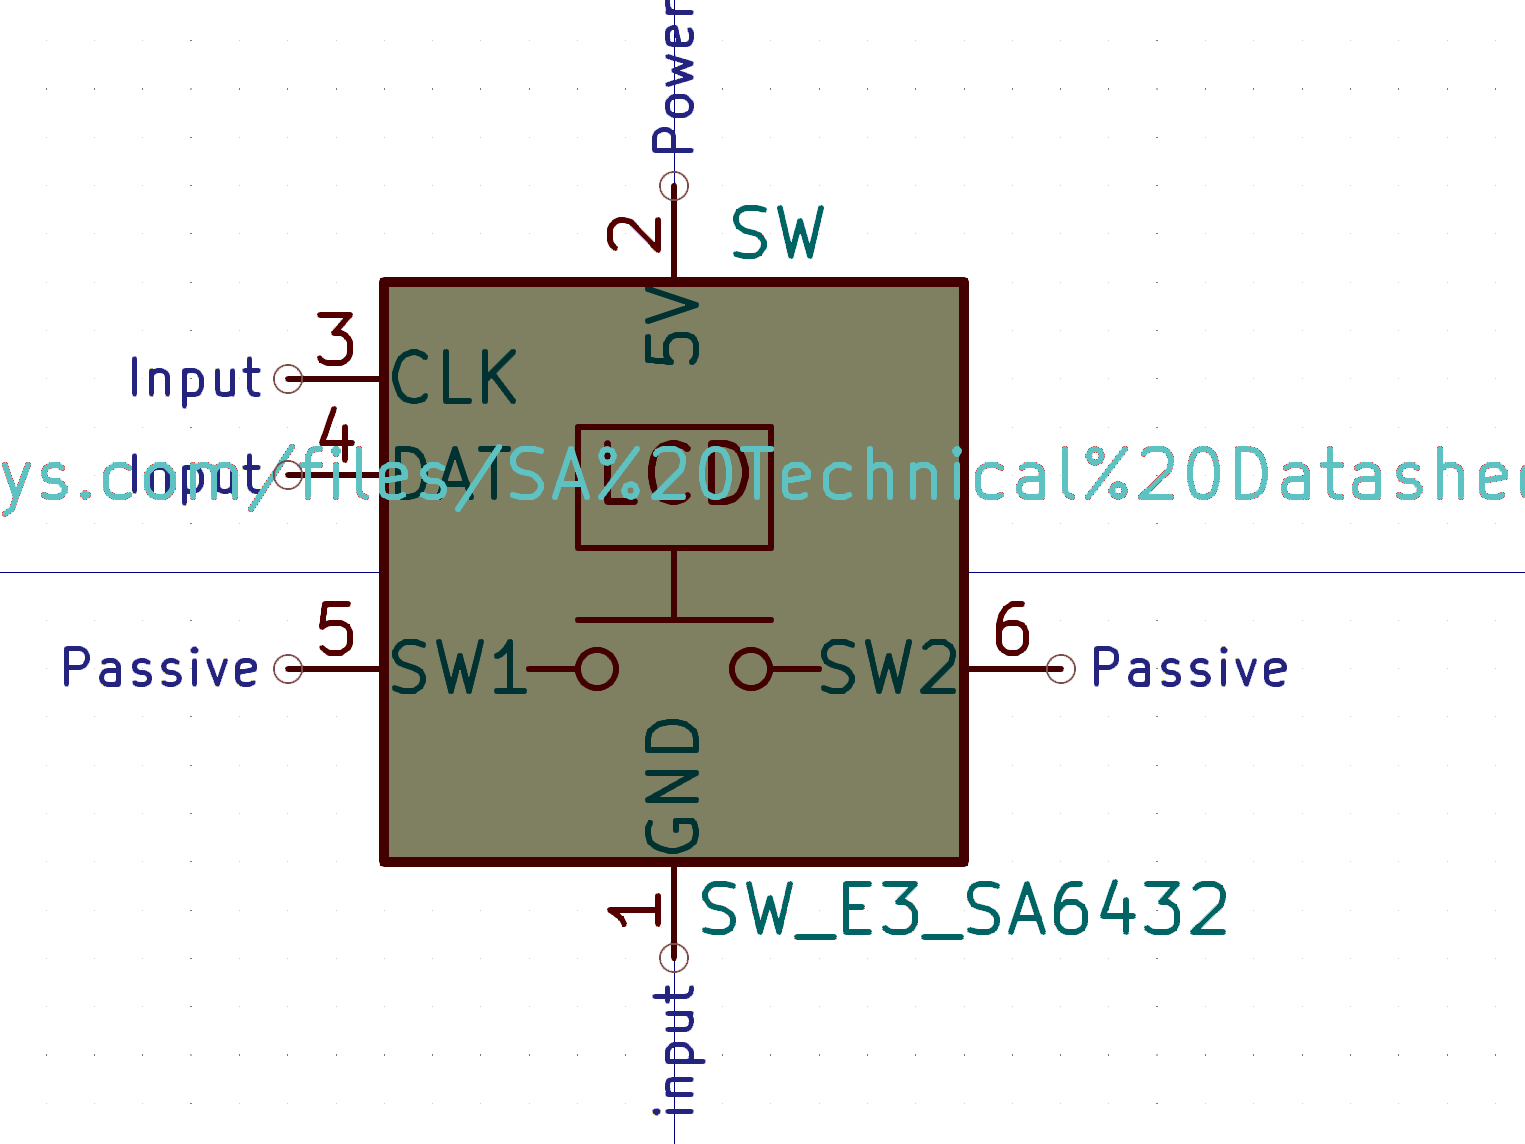 Power
2
SW
5V
3
Input
CLK
4
Input
DAT
LCD
ys.com/files/SA%20Technical%20Datashe
5
Passive
SW1
SW2
6
Passive
GND
1
SW_E3_SA6432
input